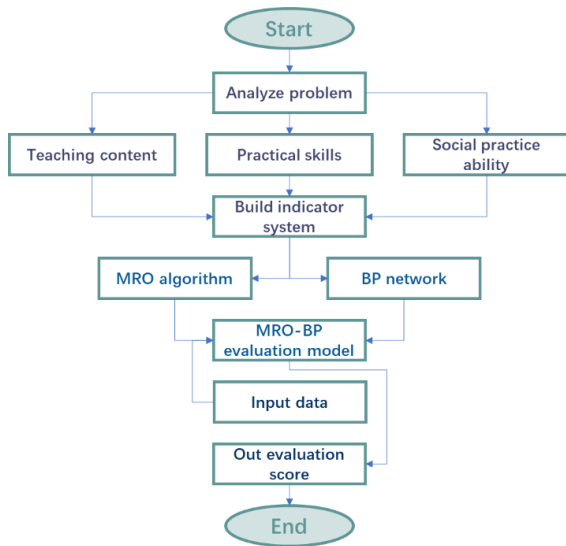 Start
Analyze problem
Teaching content
Practical skills
Social practice
ability
Build indicator
system
MRO algorithm
BP network
MRO-BP
evaluation model
Input data
Out evaluation
score
End